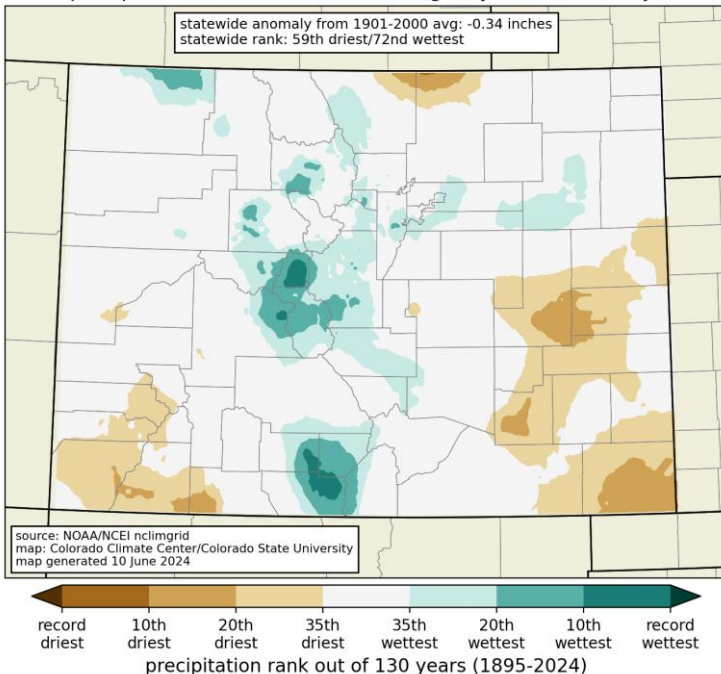 statewide anomaly from 1901-2000 avg: -0.34 inches
statewide rank: 59th driest/72nd wettest
source: NOAA/NCEI nclimgrid
map: Colorado Climate Center/Colorado State University
map generated 10 June 2024
record driest
10th driest
20th driest
35th driest
35th wettest
20th wettest
10th wettest
record wettest
precipitation rank out of 130 years (1895-2024)